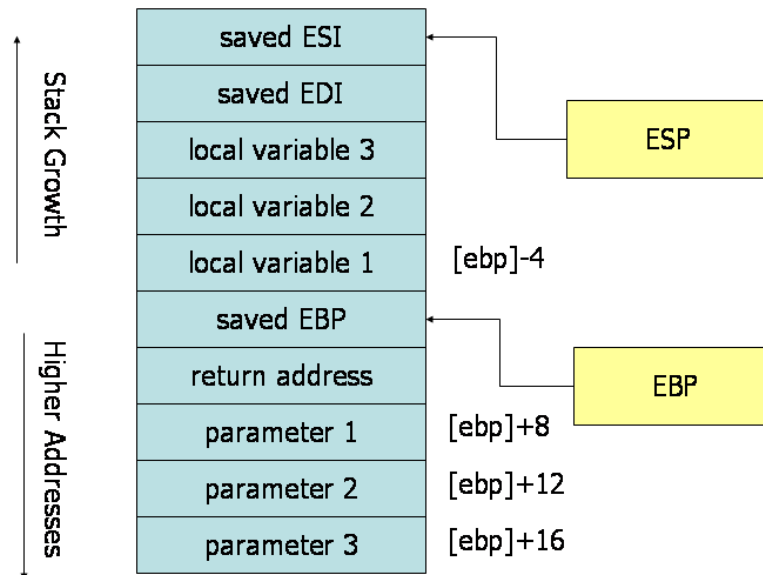 Stack Growth
Higher Addresses
saved ESI
saved EDI
local variable 3
local variable 2
local variable 1
[ebp]-4
saved EBP
return address
parameter 1
[ebp]+8
parameter 2
[ebp]+12
parameter 3
[ebp]+16
ESP
EBP